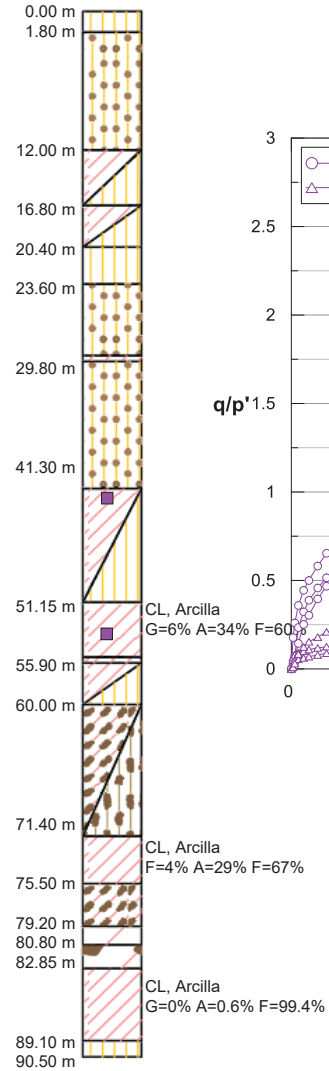 0.00 m
1.80 m
12.00 m
16.80 m
20.40 m
23.60 m
29.80 m
41.30 m
51.15 m
CL, Arcilla
G=6% A=34% F=60%
55.90 m
60.00 m
71.40 m
CL, Arcilla
F=4% A=29% F=67%
75.50 m
79.20 m
80.80 m
82.85 m
CL, Arcilla
G=0% A=0.6% F=99.4%
89.10 m
90.50 m
3
2.5
2
q/p' 1.5
1
0.5
0
0